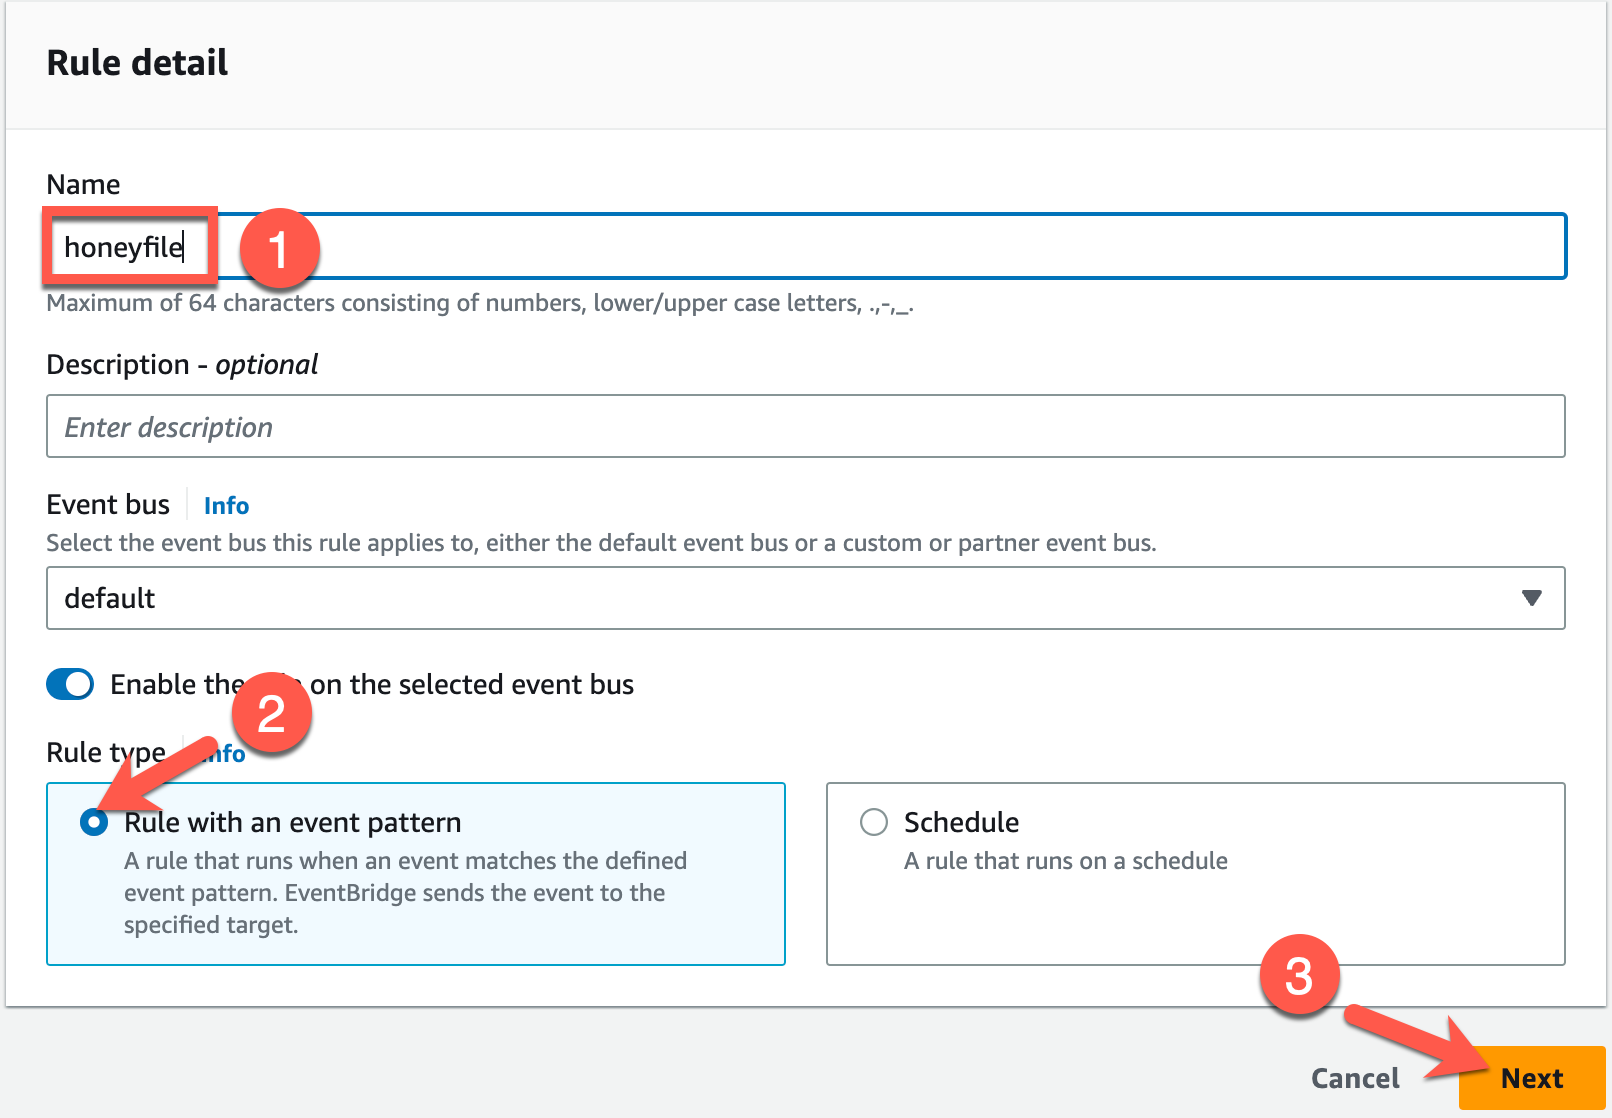 Rule detail
Name
honeyfile
1
Maximum of 64 characters consisting of numbers, lower/upper case letters, .,-,_.
Description - optional
Enter description
Event bus Info
Select the event bus this rule applies to, either the default event bus or a custom or partner event bus.
default
Enable the on the selected event bus
2
Rule type Info
Rule with an event pattern
A rule that runs when an event matches the defined
event pattern. EventBridge sends the event to the
specified target.
Schedule
A rule that runs on a schedule
3
Cancel Next